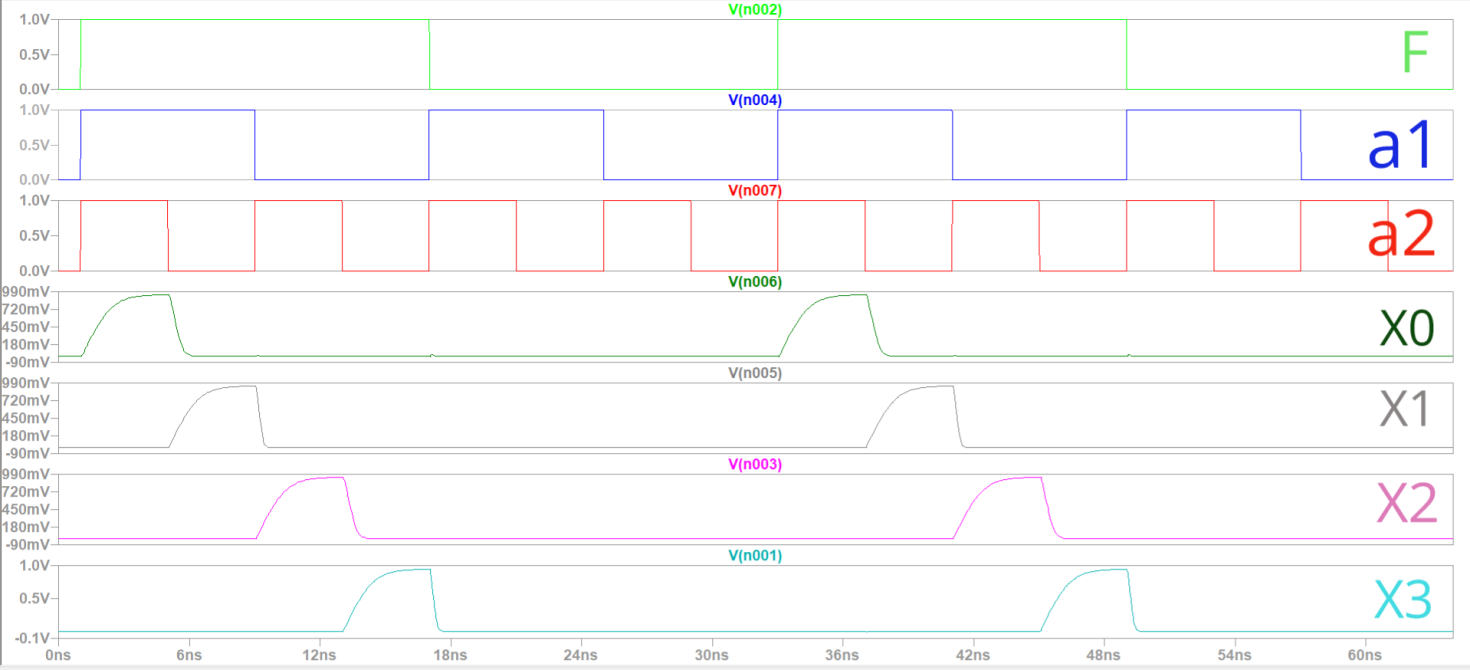 V(n002)
1.0V
0.5V
0.0V
F
V(n004)
1.0V
0.5V
0.0V
a1
V(n007)
1.0V
0.5V
0.0V
a2
V(n006)
990mV
720mV
450mV
180mV
-90mV
X0
V(n005)
990mV
720mV
450mV
180mV
-90mV
X1
V(n003)
990mV
720mV
450mV
180mV
-90mV
X2
V(n001)
1.0V
0.5V
-0.1V
X3
0ns 6ns 12ns 18ns 24ns 30ns 36ns 42ns 48ns 54ns 60ns